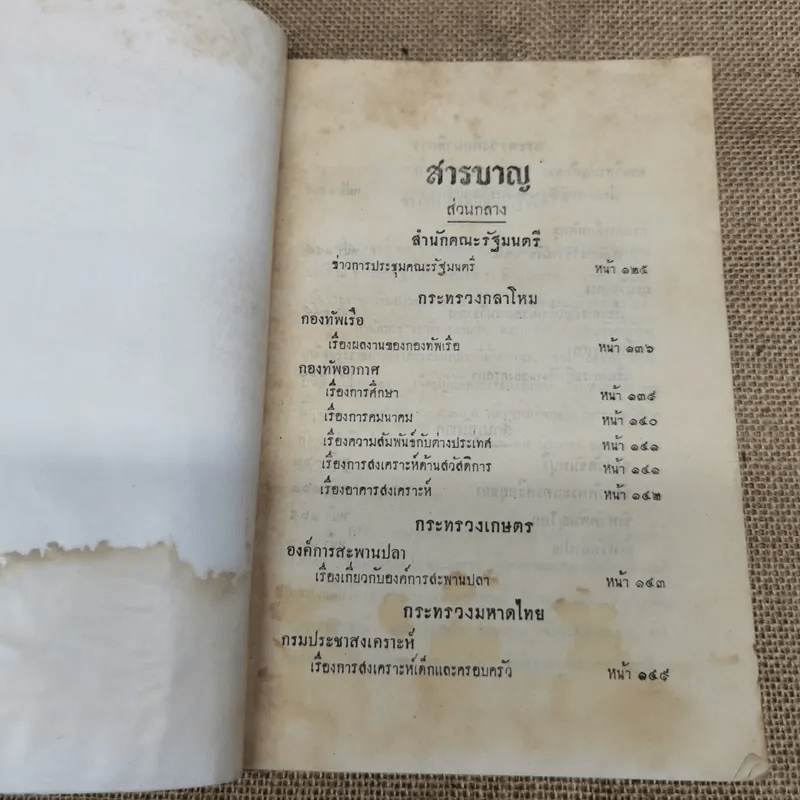 สารบาญ
ส่วนกลาง
สำนักคณะรัฐมนตรี
ข่าวการประชุมคณะรัฐมนตรี หน้า ๑๒๕
กระทรวงกลาโหม
กองทัพเรือ
เรื่องผลงานของกองทัพเรือ หน้า ๑๓๖
กองทัพอากาศ
เรื่องการศึกษา หน้า ๑๓๙
เรื่องการคมนาคม หน้า ๑๔๐
เรื่องความสัมพันธ์กับต่างประเทศ หน้า ๑๔๑
เรื่องการสงเคราะห์ด้านสวัสดิการ หน้า ๑๔๑
เรื่องอาคารสงเคราะห์ หน้า ๑๔๒
กระทรวงเกษตร
องค์การสะพานปลา
เรื่องเกี่ยวกับองค์การสะพานปลา หน้า ๑๔๓
กระทรวงมหาดไทย
กรมประชาสงเคราะห์
เรื่องการสงเคราะห์เด็กและครอบครัว หน้า ๑๔๙